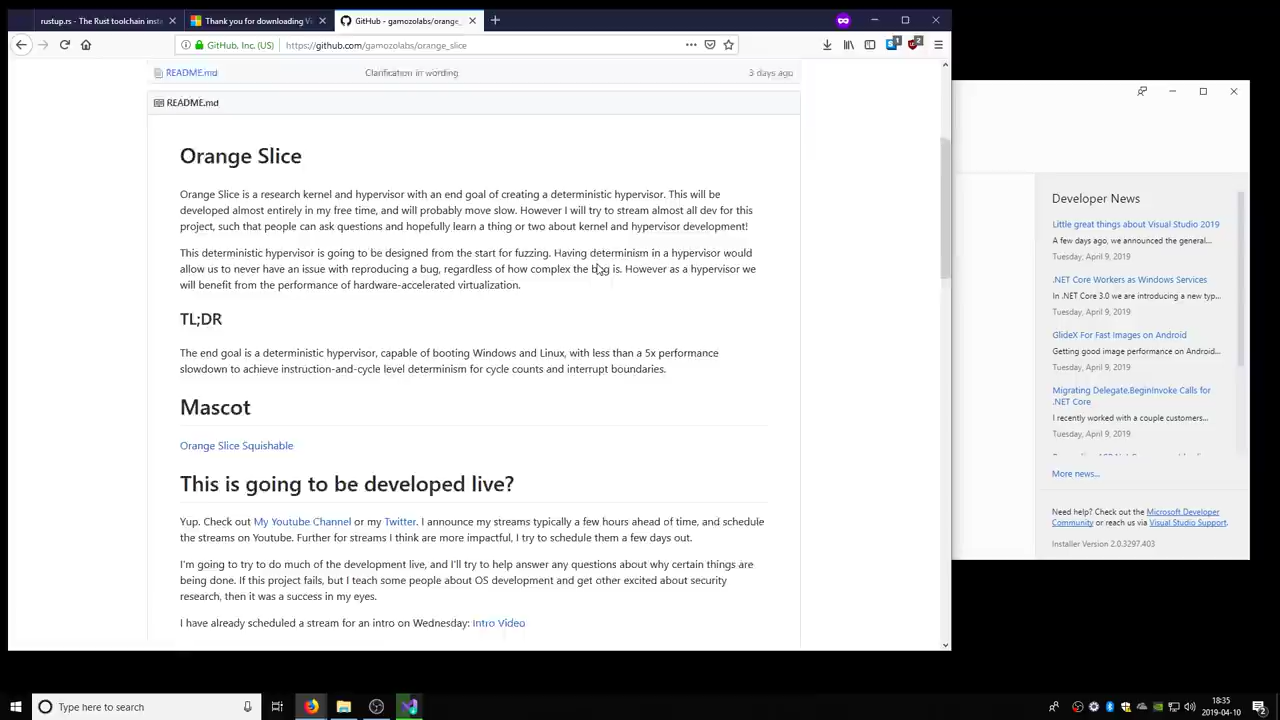 rustup.rs - The Rust toolchain insta
Thank you for downloading Vi
GitHub - gamozolabs/orange_
GitHub, Inc. (US)
https://github.com/gamozolabs/orange_slice
README.md
Clarification in wording
3 days ago
README.md
Orange Slice
Orange Slice is a research kernel and hypervisor with an end goal of creating a deterministic hypervisor. This will be
developed almost entirely in my free time, and will probably move slow. However I will try to stream almost all dev for this
project, such that people can ask questions and hopefully learn a thing or two about kernel and hypervisor development!
This deterministic hypervisor is going to be designed from the start for fuzzing. Having determinism in a hypervisor would
allow us to never have an issue with reproducing a bug, regardless of how complex the bug is. However as a hypervisor we
will benefit from the performance of hardware-accelerated virtualization.
TL;DR
The end goal is a deterministic hypervisor, capable of booting Windows and Linux, with less than a 5x performance
slowdown to achieve instruction-and-cycle level determinism for cycle counts and interrupt boundaries.
Mascot
Orange Slice Squishable
This is going to be developed live?
Yup. Check out My Youtube Channel or my Twitter. I announce my streams typically a few hours ahead of time, and schedule
the streams on Youtube. Further for streams I think are more impactful, I try to schedule them a few days out.
I'm going to try to do much of the development live, and I'll try to help answer any questions about why certain things are
being done. If this project fails, but I teach some people about OS development and get other excited about security
research, then it was a success in my eyes.
I have already scheduled a stream for an intro on Wednesday: Intro Video
Developer News
Little great things about Visual Studio 2019
A few days ago, we announced the general...
Tuesday, April 9, 2019
.NET Core Workers as Windows Services
In .NET Core 3.0 we are introducing a new typ...
Tuesday, April 9, 2019
GlideX For Fast Images on Android
Getting good image performance on Android...
Tuesday, April 9, 2019
Migrating Delegate.BeginInvoke Calls for
.NET Core
I recently worked with a couple customers...
Tuesday, April 9, 2019
More news...
Need help? Check out the Microsoft Developer
Community or reach us via Visual Studio Support.
Installer Version 2.0.3297.403
Type here to search
18:35
2019-04-10